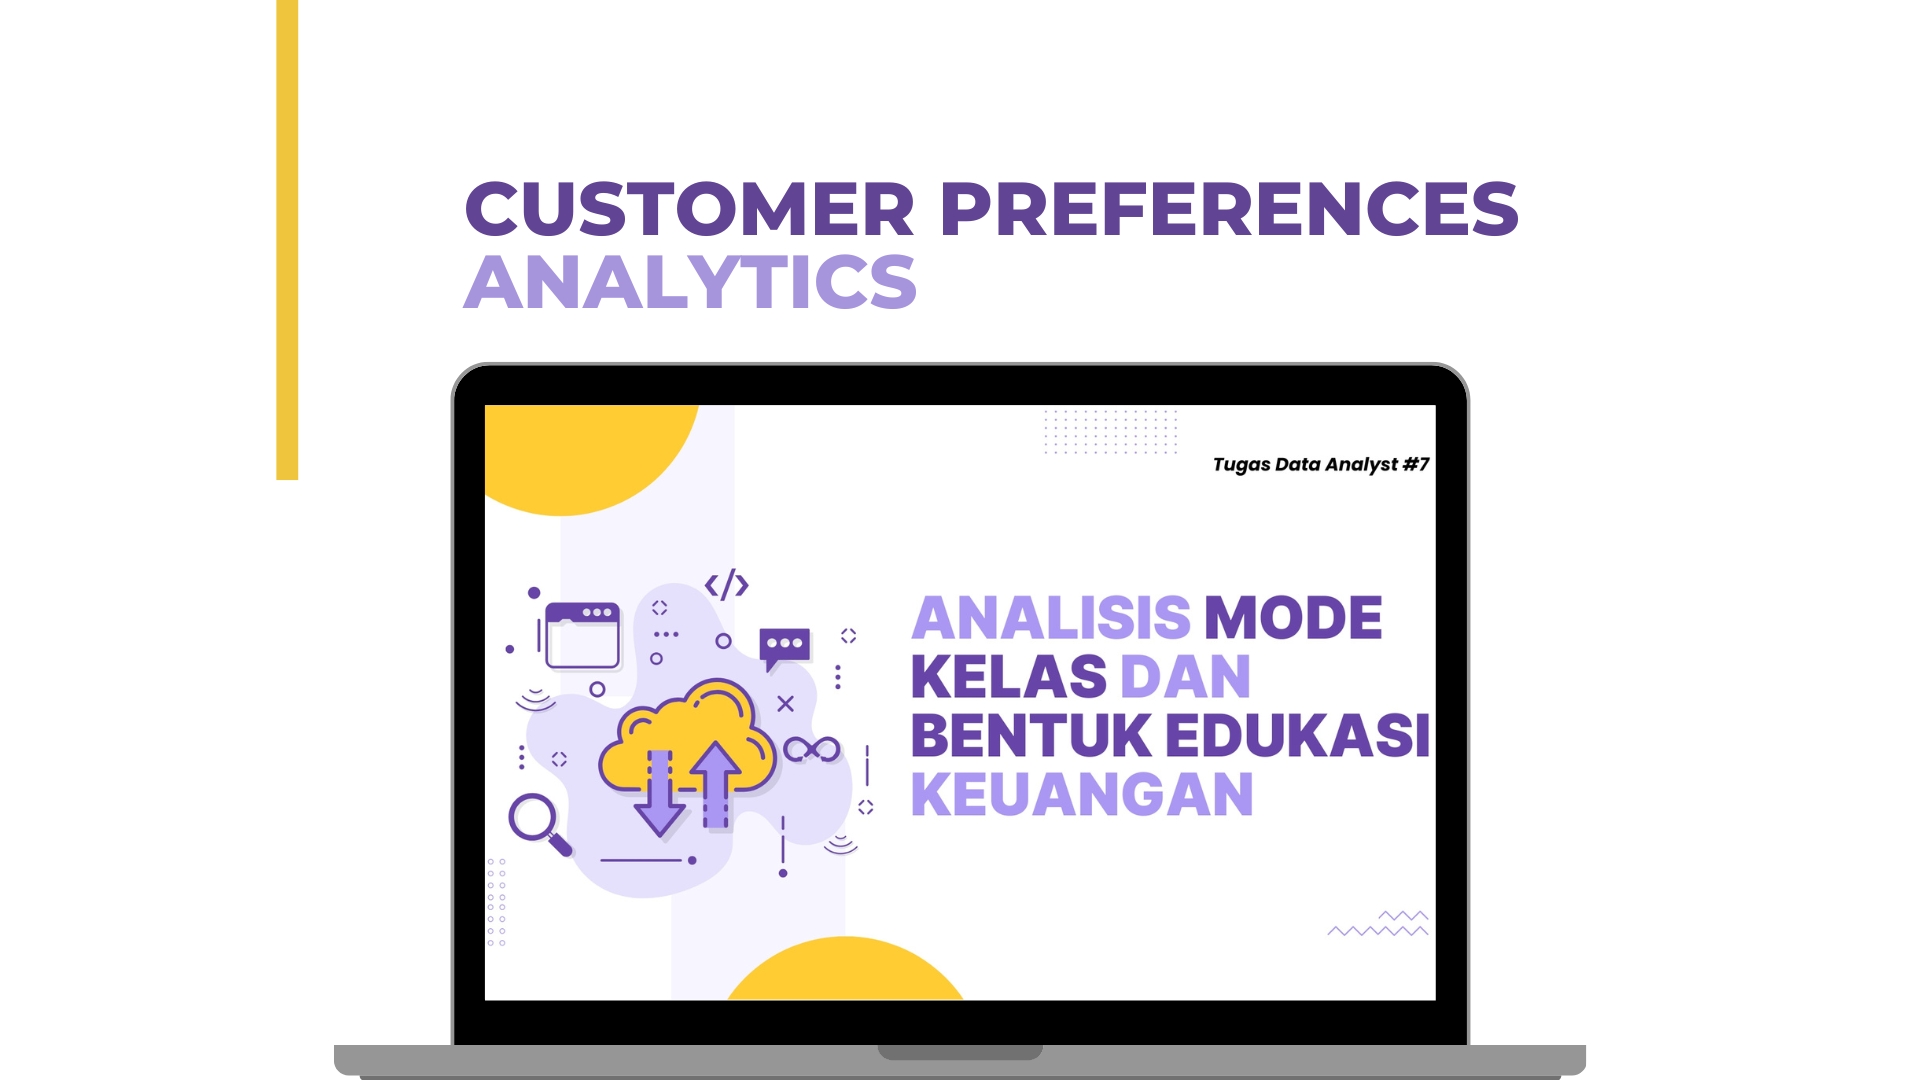 CUSTOMER PREFERENCES
ANALYTICS
Tugas Data Analyst #7
ANALISIS MODE
KELAS DAN
BENTUK EDUKASI
KEUANGAN